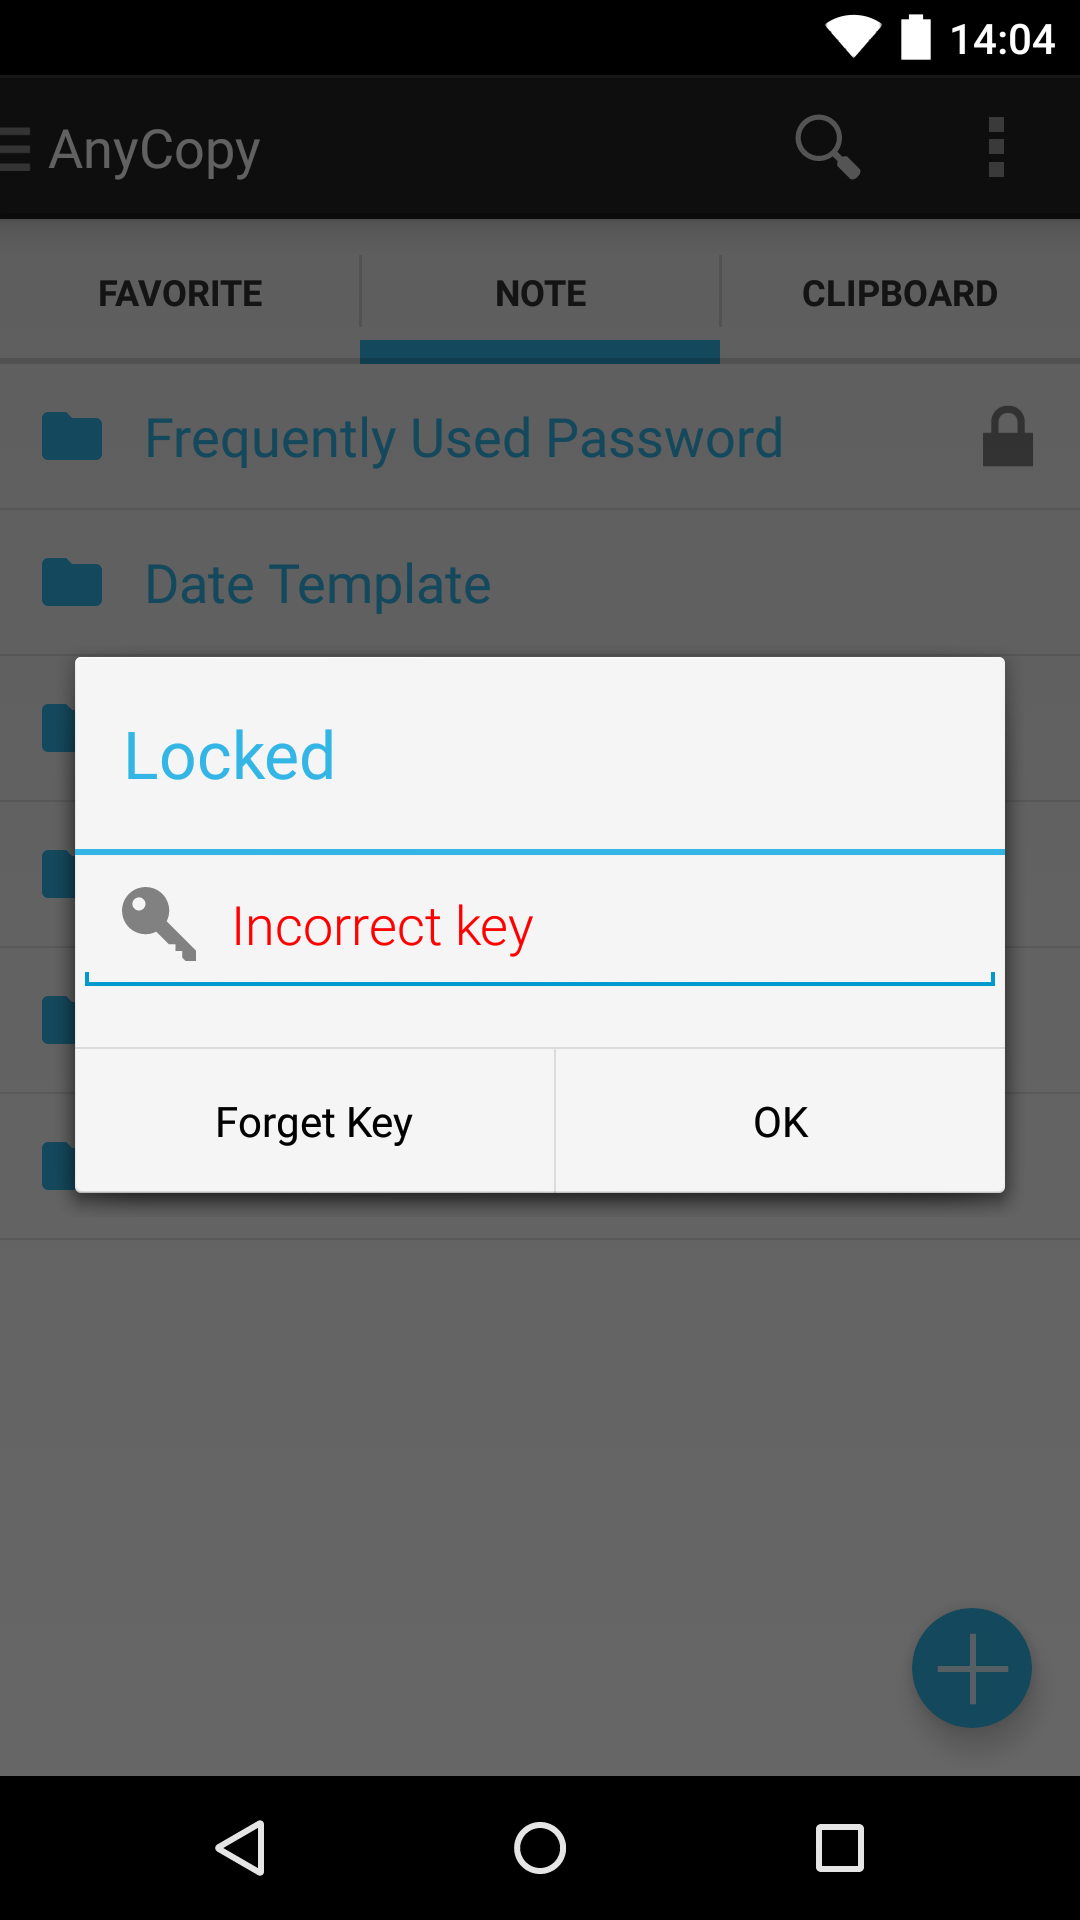 14:04
AnyCopy
FAVORITE
NOTE
CLIPBOARD
Frequently Used Password
Date Template
Locked
Incorrect key
Forget Key
OK